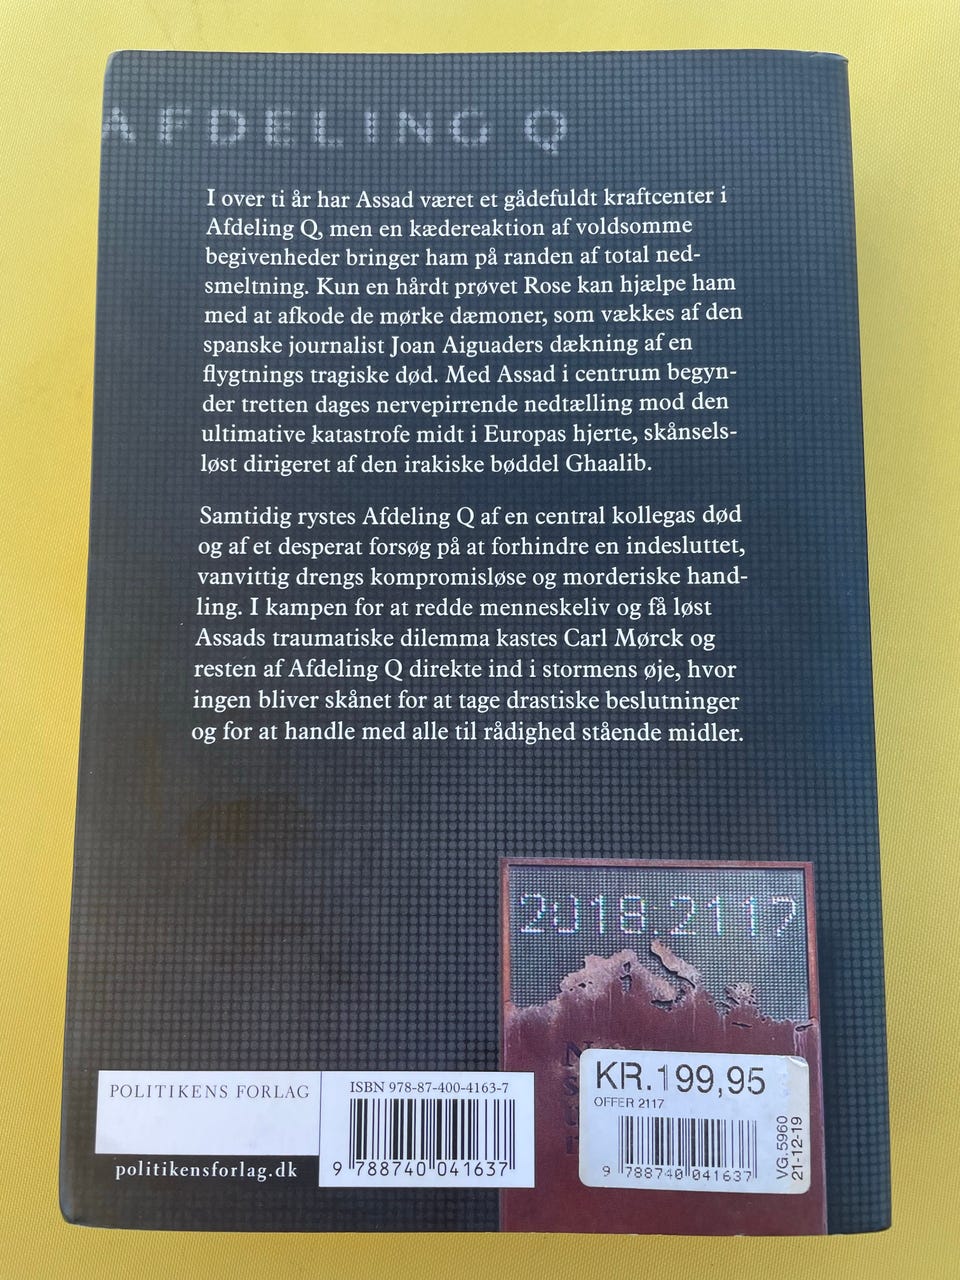 AFDELING Q
I over ti år har Assad været et gådefuldt kraftcenter i
Afdeling Q, men en kædereaktion af voldsomme
begivenheder bringer ham på randen af total ned-
smeltning. Kun en hårdt prøvet Rose kan hjælpe ham
med at afkode de mørke dæmoner, som vækkes af den
spanske journalist Joan Aiguaders dækning af en
flygtnings tragiske død. Med Assad i centrum begyn-
der tretten dages nervepirrende nedtælling mod den
ultimative katastrofe midt i Europas hjerte, skånsels-
løst dirigeret af den irakiske bøddel Ghaalib.
Samtidig rystes Afdeling Q af en central kollegas død
og af et desperat forsøg på at forhindre en indesluttet,
vanvittig drengs kompromisløse og morderiske hand-
ling. I kampen for at redde menneskeliv og få løst
Assads traumatiske dilemma kastes Carl Mørck og
resten af Afdeling Q direkte ind i stormens øje, hvor
ingen bliver skånet for at tage drastiske beslutninger
og for at handle med alle til rådighed stående midler.
2018.2117
POLITIKENS FORLAG
politikensforlag.dk
ISBN 978-87-400-4163-7
9 788740 041637
KR.199,95
OFFER 2117
9 788740 041637
VG.5960
21-12-19